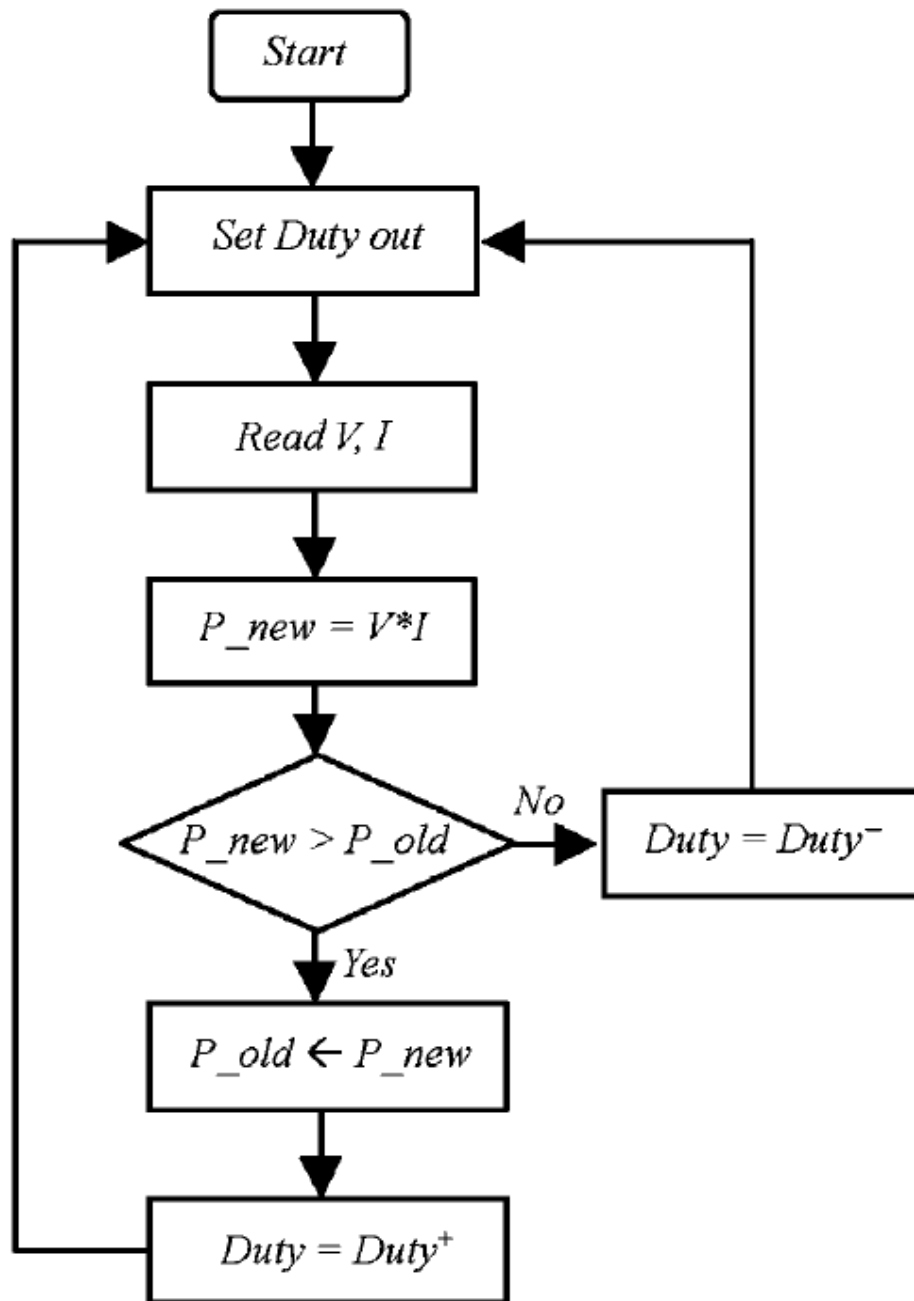 Start
Set Duty out
Read V, I
P_new = V*I
P_new > P_old
No
Duty = Duty⁻
Yes
P_old ← P_new
Duty = Duty⁺